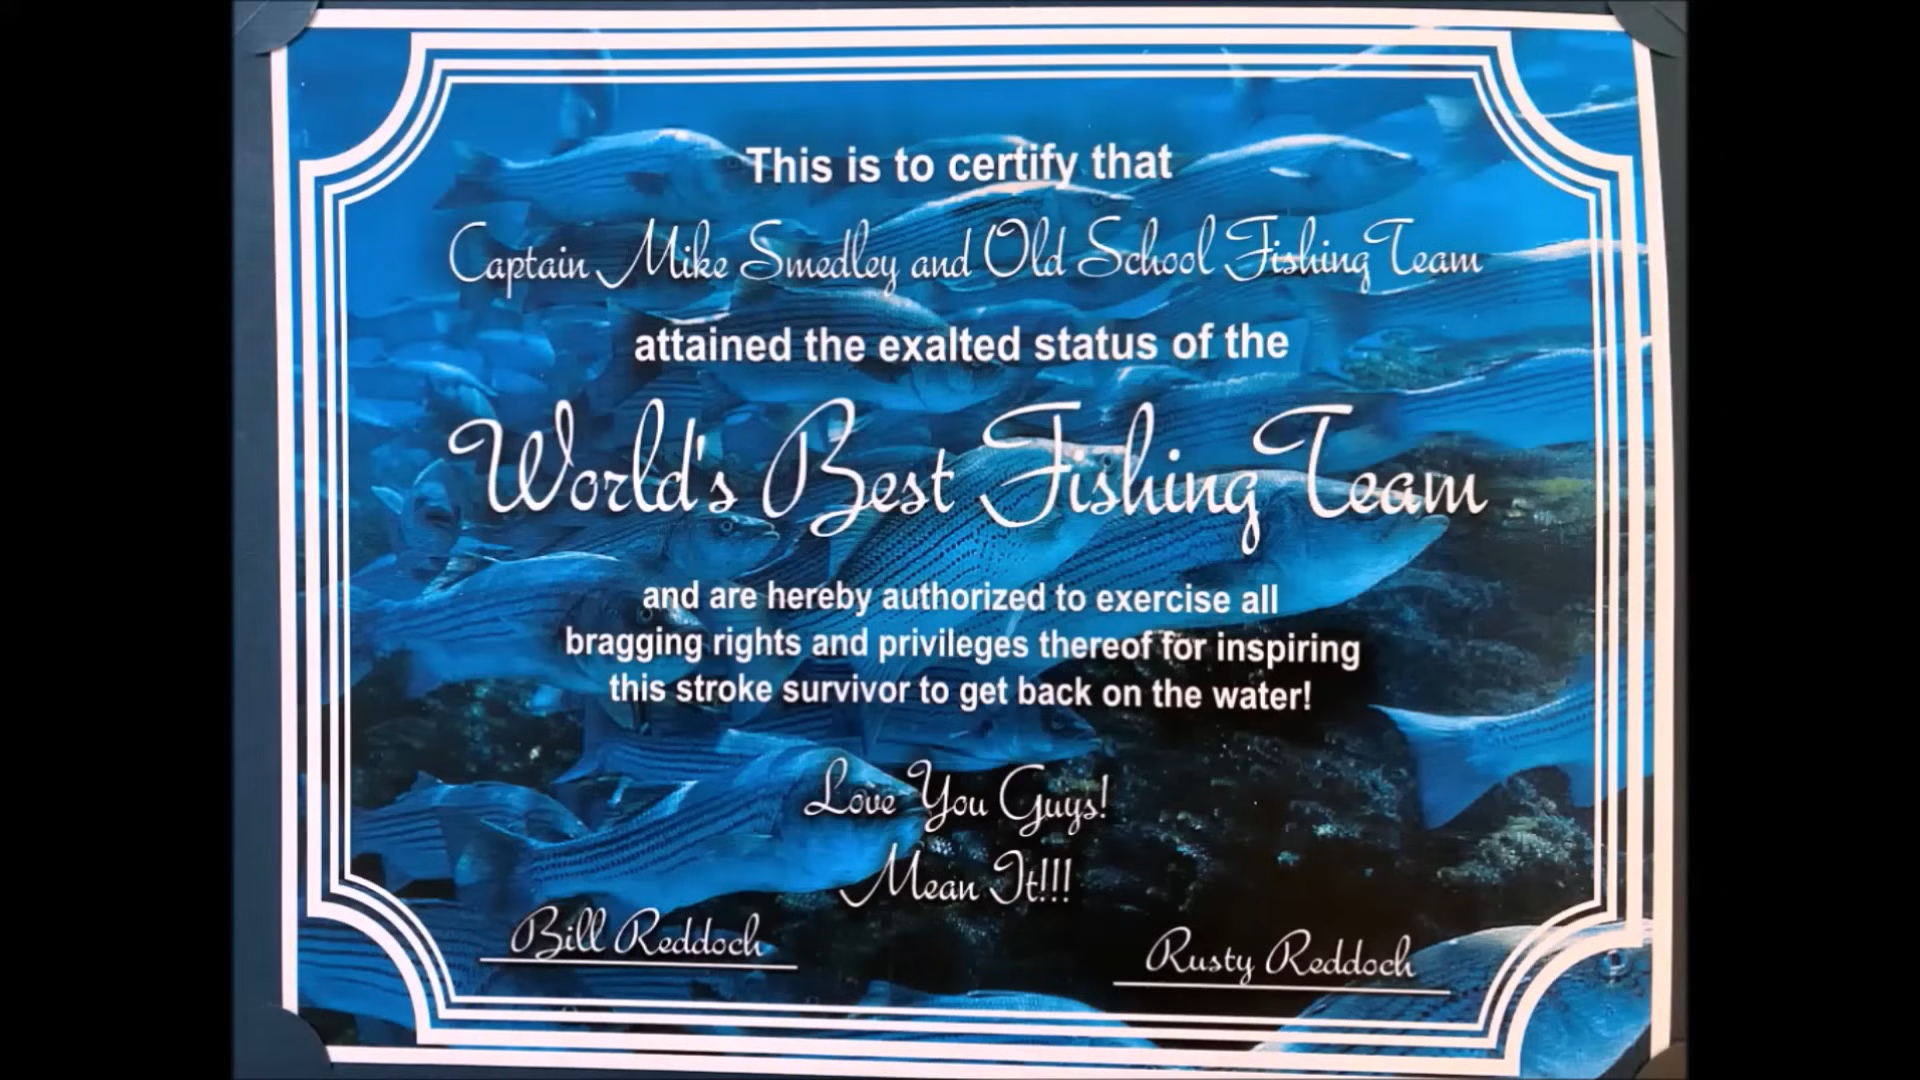 This is to certify that
Captain Mike Smedley and Old School Fishing Team
attained the exalted status of the
World's Best Fishing Team
and are hereby authorized to exercise all
bragging rights and privileges thereof for inspiring
this stroke survivor to get back on the water!
Love You Guys!
Mean It!!!
Bill Reddoch
Rusty Reddoch